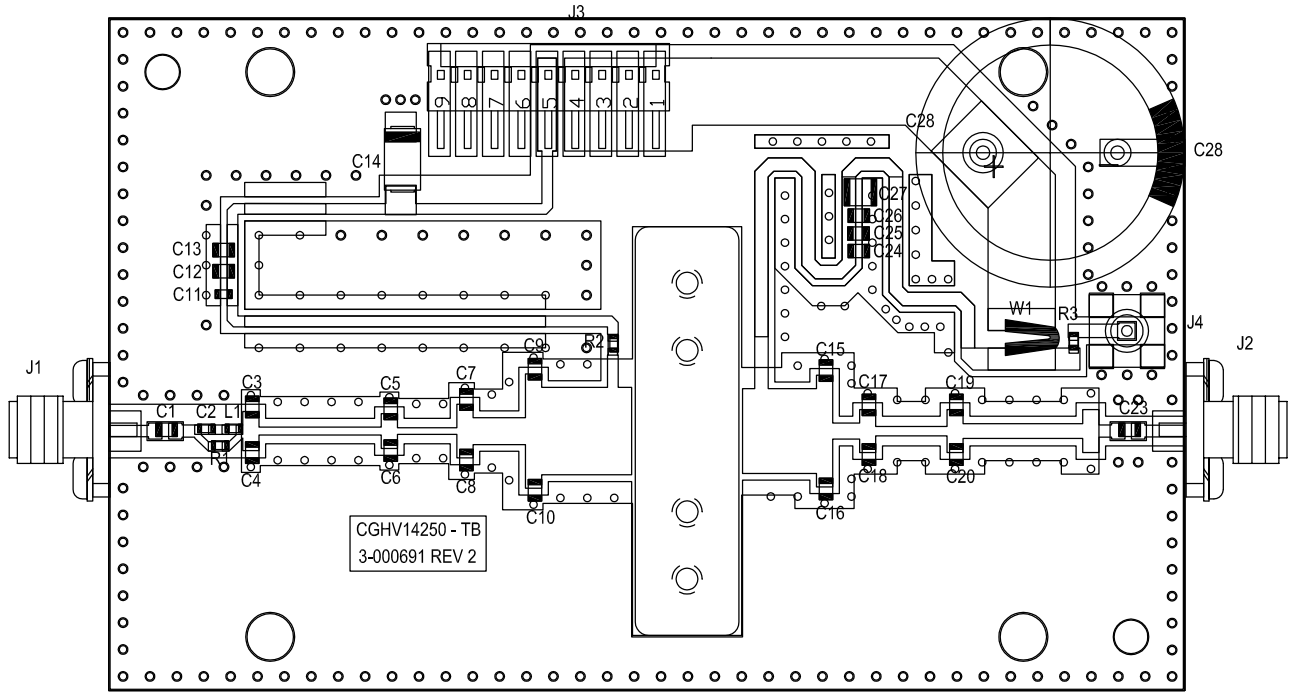 J3
9 8 7 6 5 4 3 2 1
C28
C28
C14
C27
C26
C25
C24
C13
C12
C11
W1
R3
J4
R2
C9
C15
J1
J2
C3
C5
C7
C17
C19
C1
C2
L1
C23
R1
C4
C6
C8
C18
C20
C10
C16
CGHV14250 - TB
3-000691 REV 2